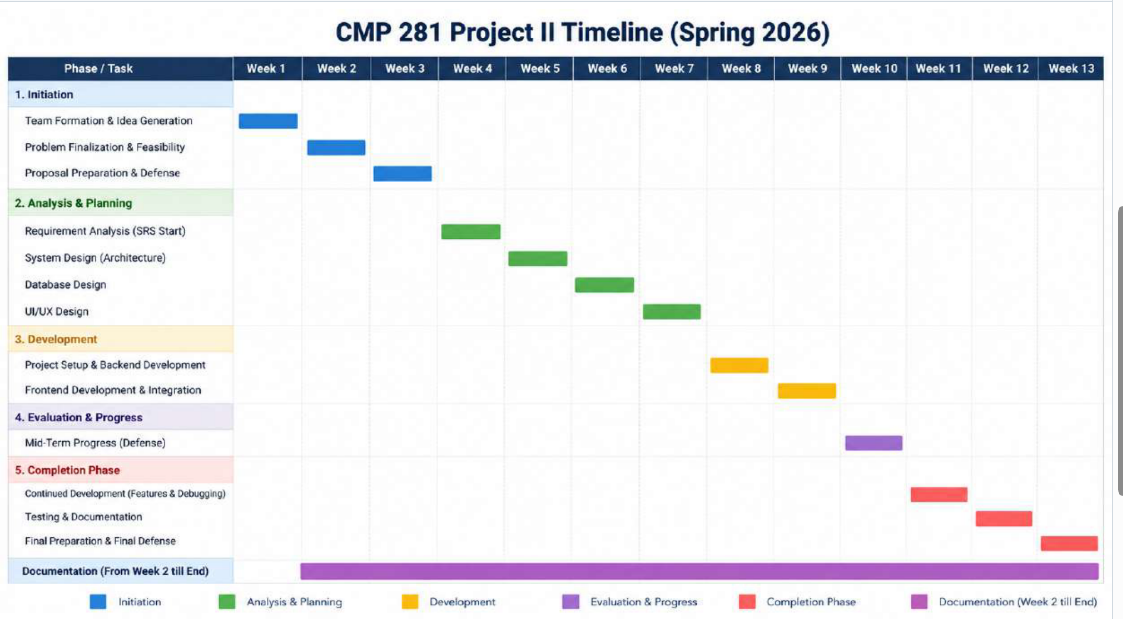 CMP 281 Project II Timeline (Spring 2026)
Phase / Task Week 1 Week 2 Week 3 Week 4 Week 5 Week 6 Week 7 Week 8 Week 9 Week 10 Week 11 Week 12 Week 13
1. Initiation
Team Formation & Idea Generation
Problem Finalization & Feasibility
Proposal Preparation & Defense
2. Analysis & Planning
Requirement Analysis (SRS Start)
System Design (Architecture)
Database Design
UI/UX Design
3. Development
Project Setup & Backend Development
Frontend Development & Integration
4. Evaluation & Progress
Mid-Term Progress (Defense)
5. Completion Phase
Continued Development (Features & Debugging)
Testing & Documentation
Final Preparation & Final Defense
Documentation (From Week 2 till End)
Initiation Analysis & Planning Development Evaluation & Progress Completion Phase Documentation (Week 2 till End)